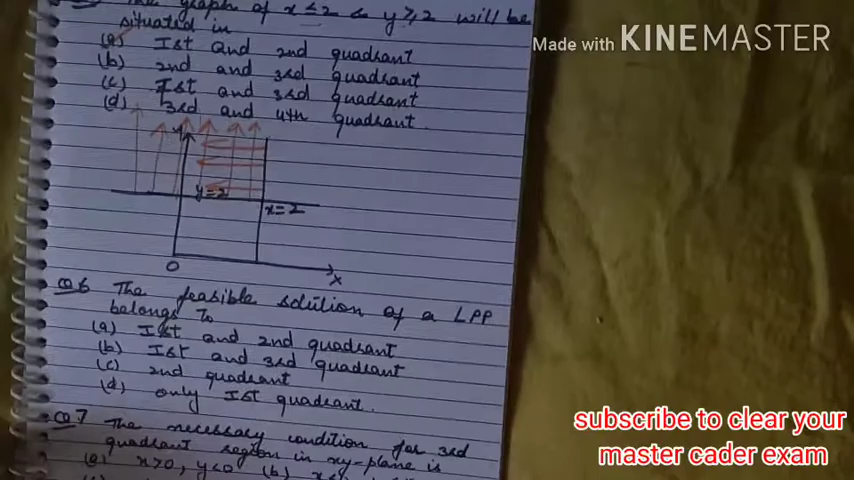 The graph of x ≤ 2 & y ≥ 2 will be
situated in
(a) Ist and 2nd quadrant
(b) 2nd and 3rd quadrant
(c) Ist and 3rd quadrant
(d) 3rd and 4th quadrant.
y
y=2
x=2
O
X
Q6 The feasible solution of a LPP
belongs To
(a) Ist and 2nd quadrant
(b) Ist and 3rd quadrant
(c) 2nd quadrant
(d) only Ist quadrant.
Q7 The necessary condition for 3rd
quadrant region in xy-plane is
(a) x>0, y<0 (b)
Made with KINEMASTER
subscribe to clear your
master cader exam